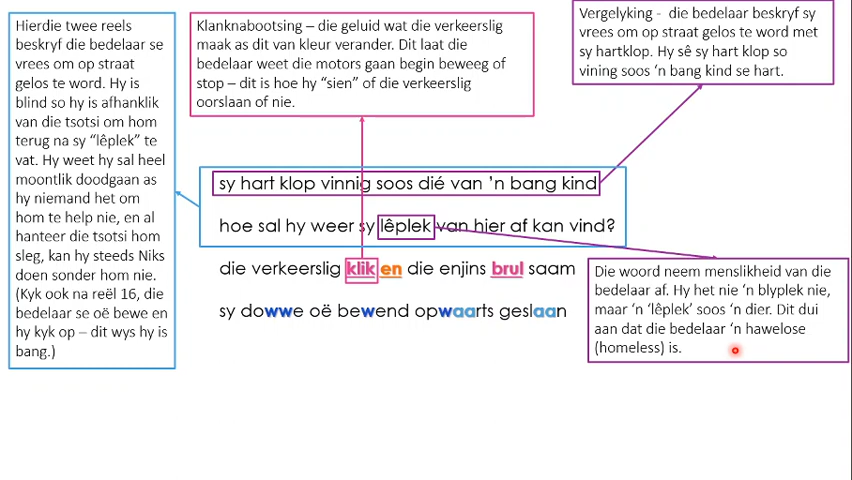 Hierdie twee reels
beskryf die bedelaar se
vrees om op straat
gelos te word. Hy is
blind so hy is afhanklik
van die tsotsi om hom
terug na sy “lêplek” te
vat. Hy weet hy sal heel
moontlik doodgaan as
hy niemand het om
hom te help nie, en al
hanteer die tsotsi hom
sleg, kan hy steeds Niks
doen sonder hom nie.
(Kyk ook na reël 16, die
bedelaar se oë bewe en
hy kyk op – dit wys hy is
bang.)
Klanknabootsing – die geluid wat die verkeerslig
maak as dit van kleur verander. Dit laat die
bedelaar weet die motors gaan begin beweeg of
stop – dit is hoe hy “sien” of die verkeerslig
oorslaan of nie.
Vergelyking - die bedelaar beskryf sy
vrees om op straat gelos te word met
sy hartklop. Hy sê sy hart klop so
vining soos ‘n bang kind se hart.
sy hart klop vinnig soos dié van ’n bang kind
hoe sal hy weer sy lêplek van hier af kan vind?
die verkeerslig klik en die enjins brul saam
sy dowwe oë bewend opwaarts geslaan
Die woord neem menslikheid van die
bedelaar af. Hy het nie ‘n blyplek nie,
maar ‘n ‘lêplek’ soos ‘n dier. Dit dui
aan dat die bedelaar ‘n hawelose
(homeless) is.